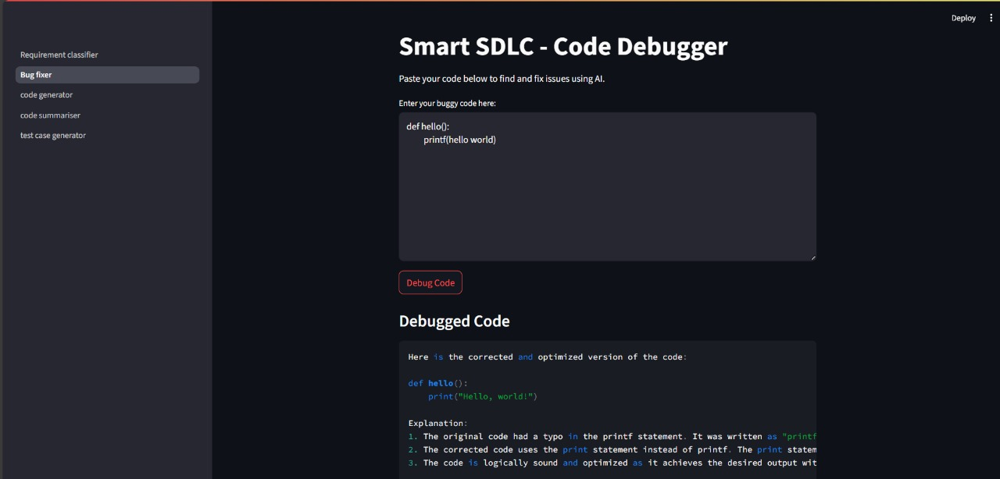 Deploy
Requirement classifier
Bug fixer
code generator
code summariser
test case generator
Smart SDLC - Code Debugger
Paste your code below to find and fix issues using AI.
Enter your buggy code here:
def hello():
printf(hello world)
Debug Code
Debugged Code
Here is the corrected and optimized version of the code:
def hello():
print("Hello, world!")
Explanation:
1. The original code had a typo in the printf statement. It was written as "printf
2. The corrected code uses the print statement instead of printf. The print statem
3. The code is logically sound and optimized as it achieves the desired output wit